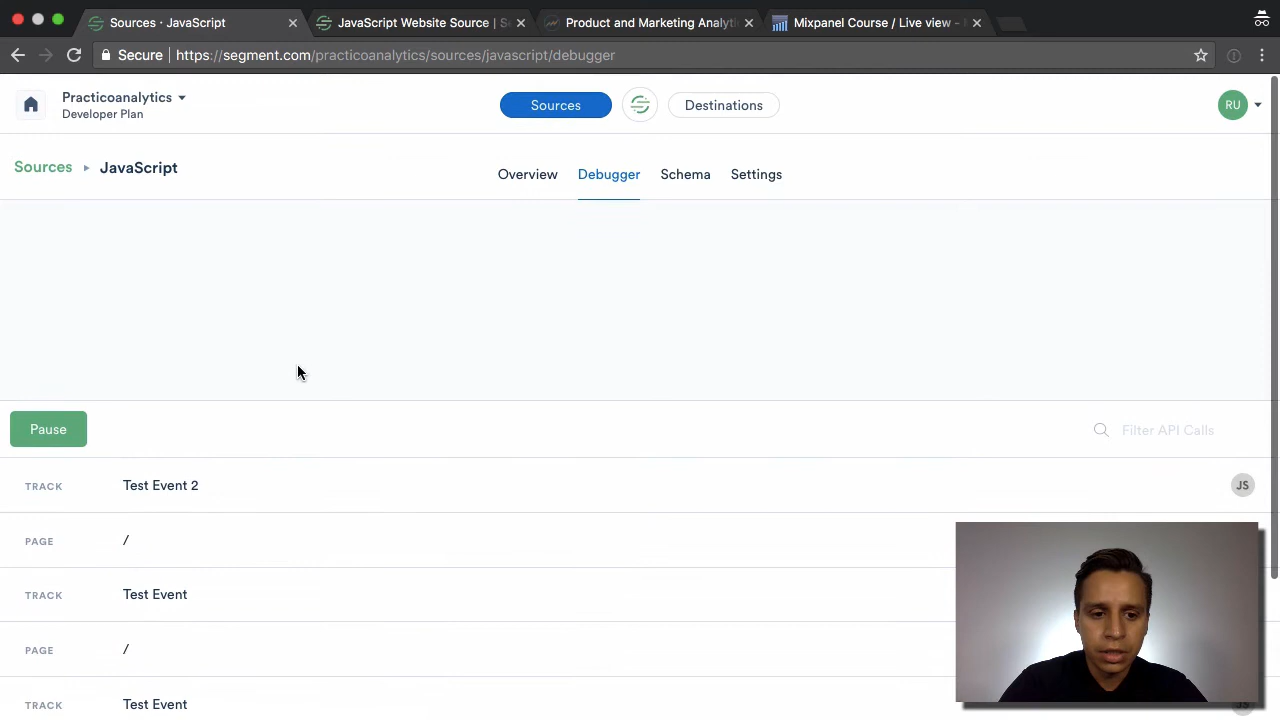 Sources · JavaScript
JavaScript Website Source | Se
Product and Marketing Analyti
Mixpanel Course / Live view -
Secure
https://segment.com/practicoanalytics/sources/javascript/debugger
Practicoanalytics
Developer Plan
Sources
Destinations
RU
Sources
JavaScript
Overview
Debugger
Schema
Settings
Pause
Filter API Calls
TRACK
Test Event 2
JS
PAGE
/
TRACK
Test Event
PAGE
/
TRACK
Test Event
JS